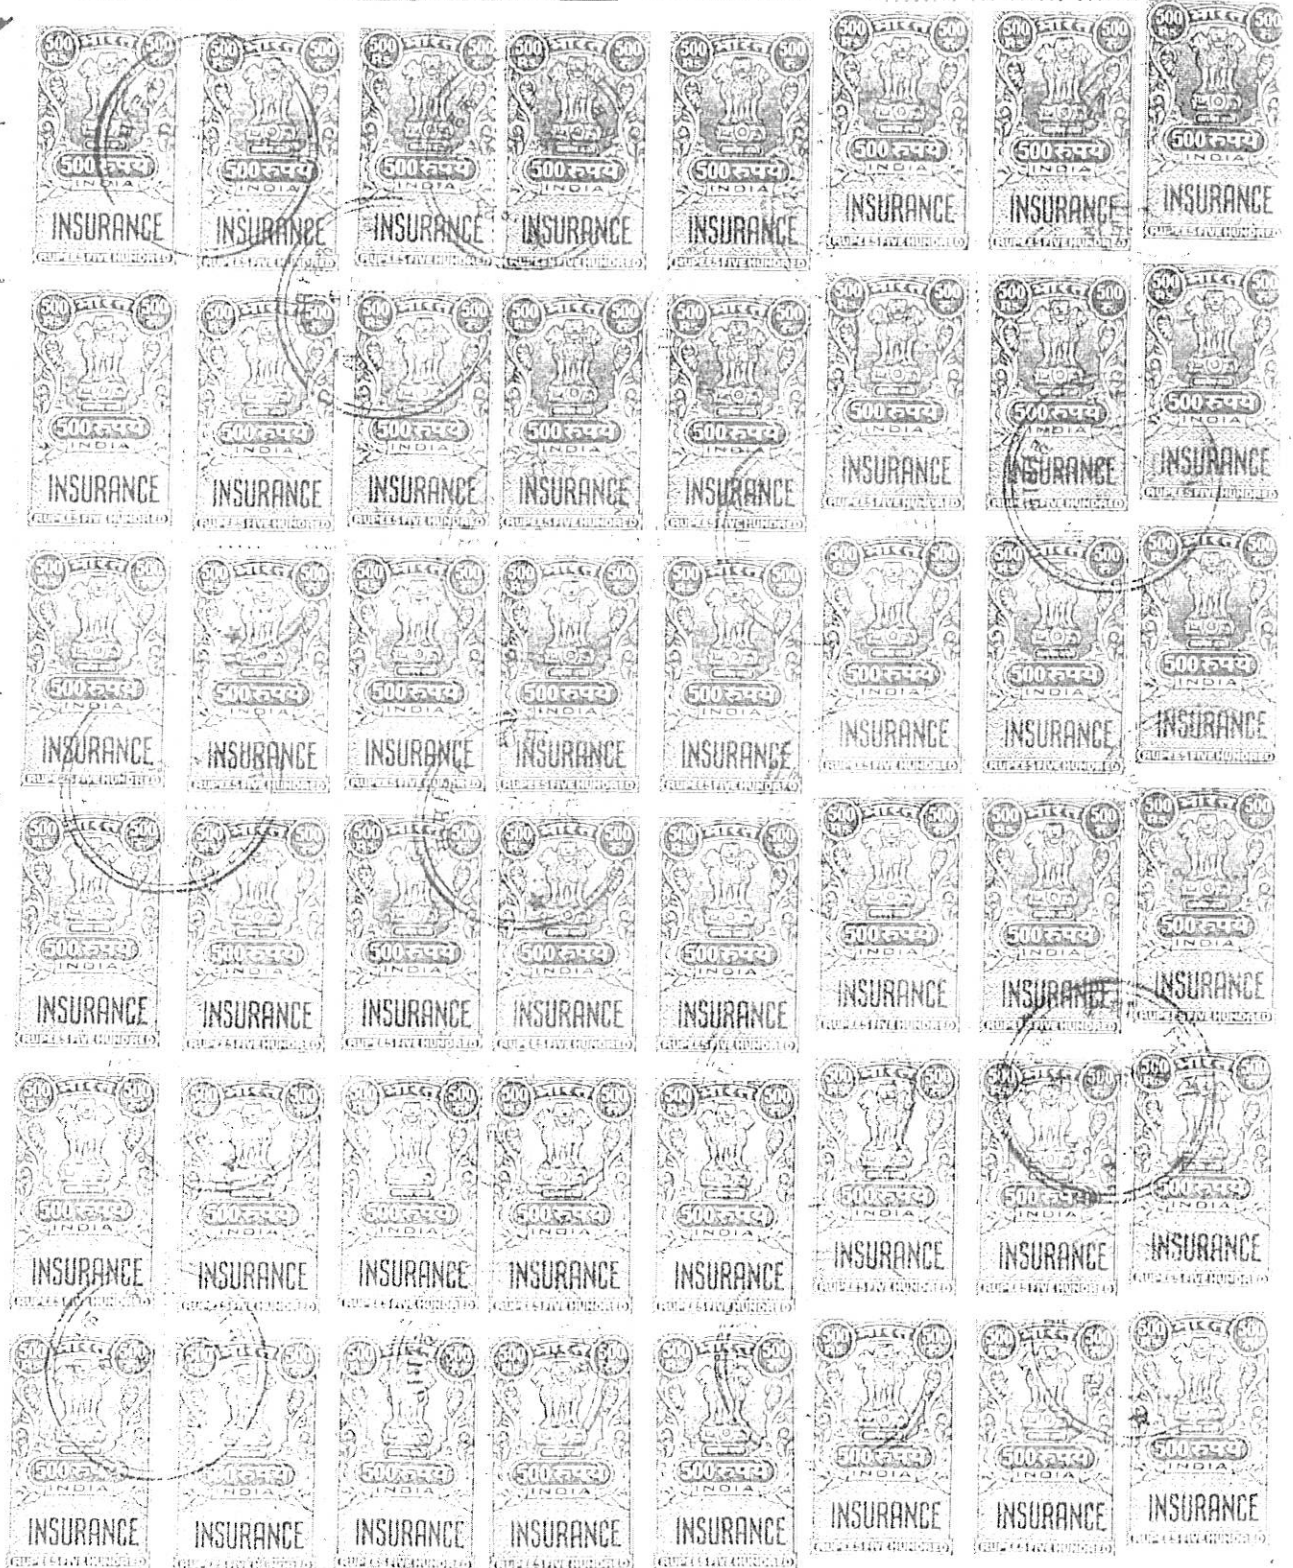 500 भारत 500 500 भारत 500 500 भारत 500 500 भारत 500 500 भारत 500 500 भारत 500 500 भारत 500 500 भारत 500
500 रुपये 500 रुपये 500 रुपये 500 रुपये 500 रुपये 500 रुपये 500 रुपये 500 रुपये
INDIA INDIA INDIA INDIA INDIA INDIA INDIA INDIA
INSURANCE INSURANCE INSURANCE INSURANCE INSURANCE INSURANCE INSURANCE INSURANCE
RUPEES FIVE HUNDRED RUPEES FIVE HUNDRED RUPEES FIVE HUNDRED RUPEES FIVE HUNDRED RUPEES FIVE HUNDRED RUPEES FIVE HUNDRED RUPEES FIVE HUNDRED RUPEES FIVE HUNDRED
500 भारत 500 500 भारत 500 500 भारत 500 500 भारत 500 500 भारत 500 500 भारत 500 500 भारत 500 500 भारत 500
500 रुपये 500 रुपये 500 रुपये 500 रुपये 500 रुपये 500 रुपये 500 रुपये 500 रुपये
INDIA INDIA INDIA INDIA INDIA INDIA INDIA INDIA
INSURANCE INSURANCE INSURANCE INSURANCE INSURANCE INSURANCE INSURANCE INSURANCE
RUPEES FIVE HUNDRED RUPEES FIVE HUNDRED RUPEES FIVE HUNDRED RUPEES FIVE HUNDRED RUPEES FIVE HUNDRED RUPEES FIVE HUNDRED RUPEES FIVE HUNDRED RUPEES FIVE HUNDRED
500 भारत 500 500 भारत 500 500 भारत 500 500 भारत 500 500 भारत 500 500 भारत 500 500 भारत 500 500 भारत 500
500 रुपये 500 रुपये 500 रुपये 500 रुपये 500 रुपये 500 रुपये 500 रुपये 500 रुपये
INDIA INDIA INDIA INDIA INDIA INDIA INDIA INDIA
INSURANCE INSURANCE INSURANCE INSURANCE INSURANCE INSURANCE INSURANCE INSURANCE
RUPEES FIVE HUNDRED RUPEES FIVE HUNDRED RUPEES FIVE HUNDRED RUPEES FIVE HUNDRED RUPEES FIVE HUNDRED RUPEES FIVE HUNDRED RUPEES FIVE HUNDRED RUPEES FIVE HUNDRED
500 भारत 500 500 भारत 500 500 भारत 500 500 भारत 500 500 भारत 500 500 भारत 500 500 भारत 500 500 भारत 500
500 रुपये 500 रुपये 500 रुपये 500 रुपये 500 रुपये 500 रुपये 500 रुपये 500 रुपये
INDIA INDIA INDIA INDIA INDIA INDIA INDIA INDIA
INSURANCE INSURANCE INSURANCE INSURANCE INSURANCE INSURANCE INSURANCE INSURANCE
RUPEES FIVE HUNDRED RUPEES FIVE HUNDRED RUPEES FIVE HUNDRED RUPEES FIVE HUNDRED RUPEES FIVE HUNDRED RUPEES FIVE HUNDRED RUPEES FIVE HUNDRED RUPEES FIVE HUNDRED
500 भारत 500 500 भारत 500 500 भारत 500 500 भारत 500 500 भारत 500 500 भारत 500 500 भारत 500 500 भारत 500
500 रुपये 500 रुपये 500 रुपये 500 रुपये 500 रुपये 500 रुपये 500 रुपये 500 रुपये
INDIA INDIA INDIA INDIA INDIA INDIA INDIA INDIA
INSURANCE INSURANCE INSURANCE INSURANCE INSURANCE INSURANCE INSURANCE INSURANCE
RUPEES FIVE HUNDRED RUPEES FIVE HUNDRED RUPEES FIVE HUNDRED RUPEES FIVE HUNDRED RUPEES FIVE HUNDRED RUPEES FIVE HUNDRED RUPEES FIVE HUNDRED RUPEES FIVE HUNDRED
500 भारत 500 500 भारत 500 500 भारत 500 500 भारत 500 500 भारत 500 500 भारत 500 500 भारत 500 500 भारत 500
500 रुपये 500 रुपये 500 रुपये 500 रुपये 500 रुपये 500 रुपये 500 रुपये 500 रुपये
INDIA INDIA INDIA INDIA INDIA INDIA INDIA INDIA
INSURANCE INSURANCE INSURANCE INSURANCE INSURANCE INSURANCE INSURANCE INSURANCE
RUPEES FIVE HUNDRED RUPEES FIVE HUNDRED RUPEES FIVE HUNDRED RUPEES FIVE HUNDRED RUPEES FIVE HUNDRED RUPEES FIVE HUNDRED RUPEES FIVE HUNDRED RUPEES FIVE HUNDRED